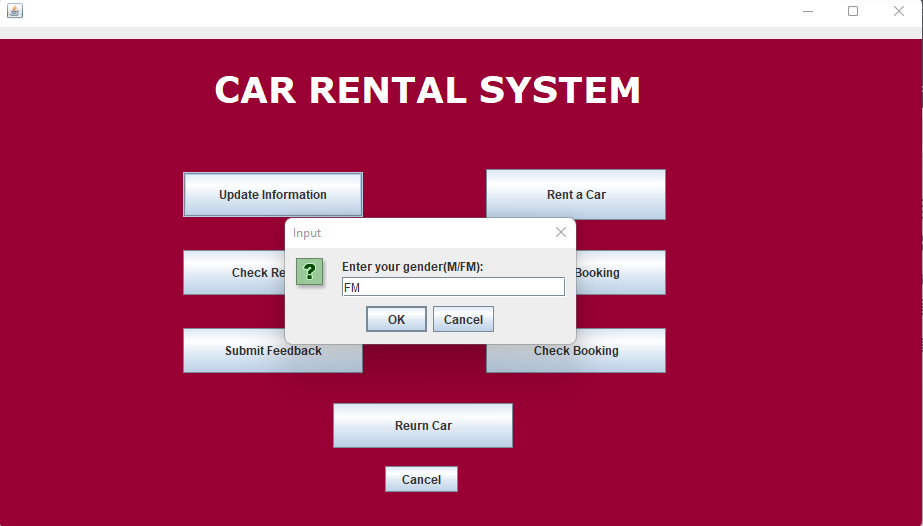 CAR RENTAL SYSTEM
Update Information
Rent a Car
Input
Enter your gender(M/FM):
?
FM
OK
Cancel
Check Re
Booking
Submit Feedback
Check Booking
Reurn Car
Cancel